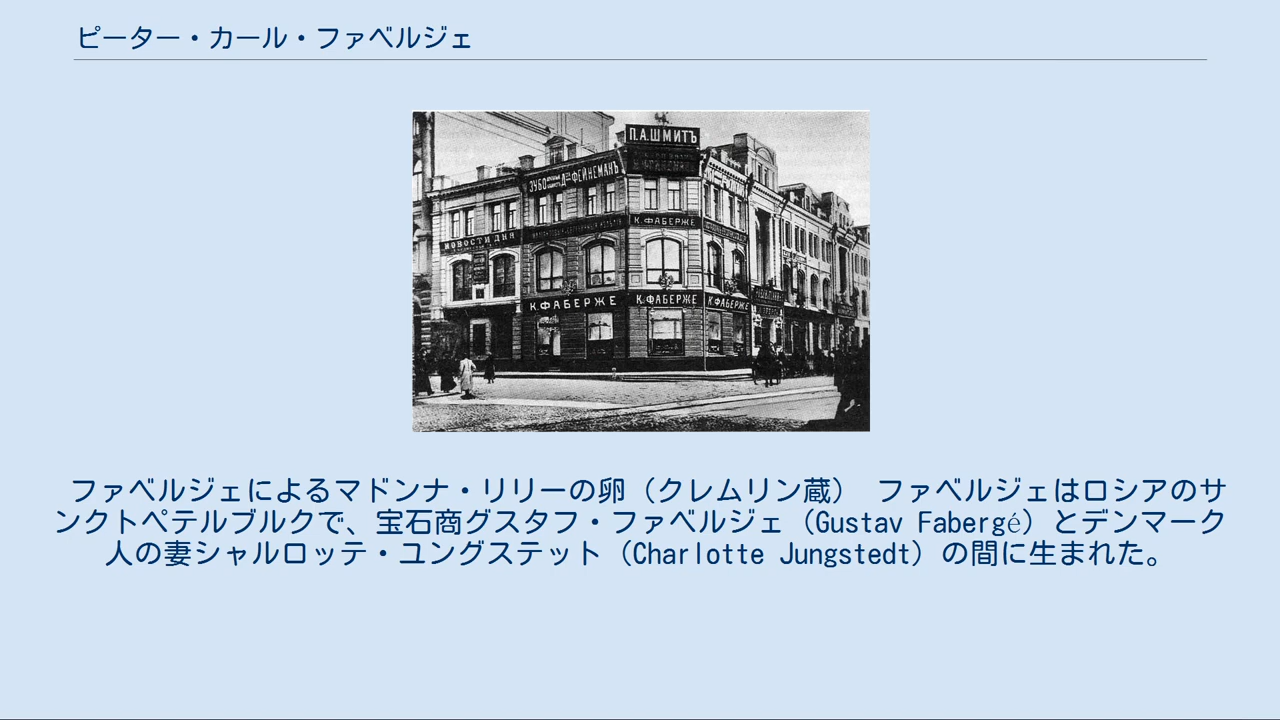 ピーター・カール・ファベルジェ
П.А.ШМИТЪ
ЗУБО
ФЕЙНЕМАНЪ
К.ФАБЕРЖЕ
НОВОСТИ ДНЯ
К.ФАБЕРЖЕ К.ФАБЕРЖЕ К.ФАБЕРЖЕ
ファベルジェによるマドンナ・リリーの卵（クレムリン蔵） ファベルジェはロシアのサ
ンクトペテルブルクで、宝石商グスタフ・ファベルジェ（Gustav Fabergé）とデンマーク
人の妻シャルロッテ・ユングステット（Charlotte Jungstedt）の間に生まれた。